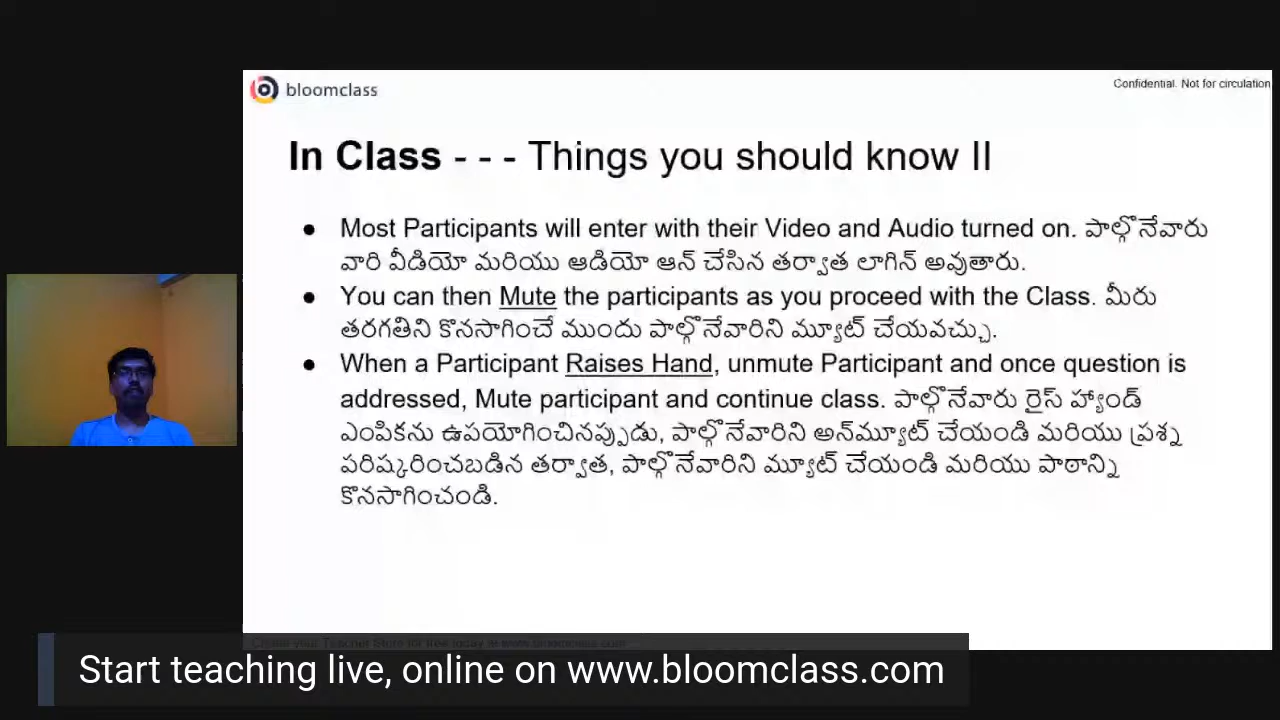 bloomclass
Confidential. Not for circulation
In Class - - - Things you should know II
● Most Participants will enter with their Video and Audio turned on. పాల్గొనేవారు
వారి వీడియో మరియు ఆడియో ఆన్ చేసిన తర్వాత లాగిన్ అవుతారు.
● You can then Mute the participants as you proceed with the Class. మీరు
తరగతిని కొనసాగించే ముందు పాల్గొనేవారిని మ్యూట్ చేయవచ్చు.
● When a Participant Raises Hand, unmute Participant and once question is
addressed, Mute participant and continue class. పాల్గొనేవారు రైస్ హ్యాండ్
ఎంపికను ఉపయోగించినప్పుడు, పాల్గొనేవారిని అన్‌మ్యూట్ చేయండి మరియు ప్రశ్న
పరిష్కరించబడిన తర్వాత, పాల్గొనేవారిని మ్యూట్ చేయండి మరియు పాఠాన్ని
కొనసాగించండి.
Start teaching live, online on www.bloomclass.com